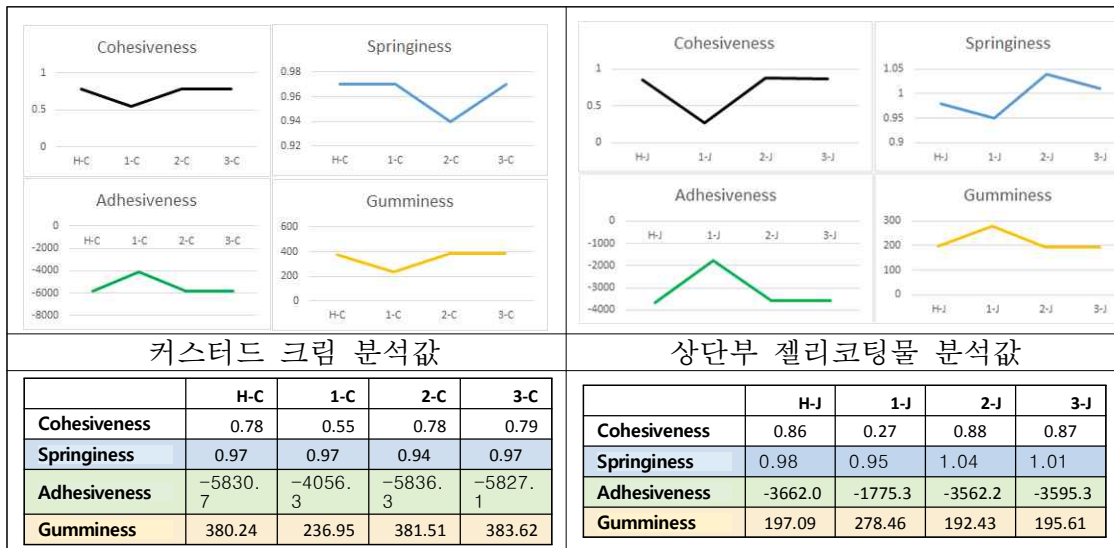 Cohesiveness
1
0.5
0
H-C 1-C 2-C 3-C
Springiness
0.98
0.96
0.94
0.92
H-C 1-C 2-C 3-C
Adhesiveness
0
-2000
-4000
-6000
-8000
H-C 1-C 2-C 3-C
Gumminess
600
400
200
0
H-C 1-C 2-C 3-C
Cohesiveness
1
0.5
0
H-J 1-J 2-J 3-J
Springiness
1.05
1
0.95
0.9
H-J 1-J 2-J 3-J
Adhesiveness
0
-1000
-2000
-3000
-4000
H-J 1-J 2-J 3-J
Gumminess
300
200
100
0
H-J 1-J 2-J 3-J
커스터드 크림 분석값
상단부 젤리코팅물 분석값
H-C 1-C 2-C 3-C
Cohesiveness 0.78 0.55 0.78 0.79
Springiness 0.97 0.97 0.94 0.97
Adhesiveness -5830.7 -4056.3 -5836.3 -5827.1
Gumminess 380.24 236.95 381.51 383.62
H-J 1-J 2-J 3-J
Cohesiveness 0.86 0.27 0.88 0.87
Springiness 0.98 0.95 1.04 1.01
Adhesiveness -3662.0 -1775.3 -3562.2 -3595.3
Gumminess 197.09 278.46 192.43 195.61